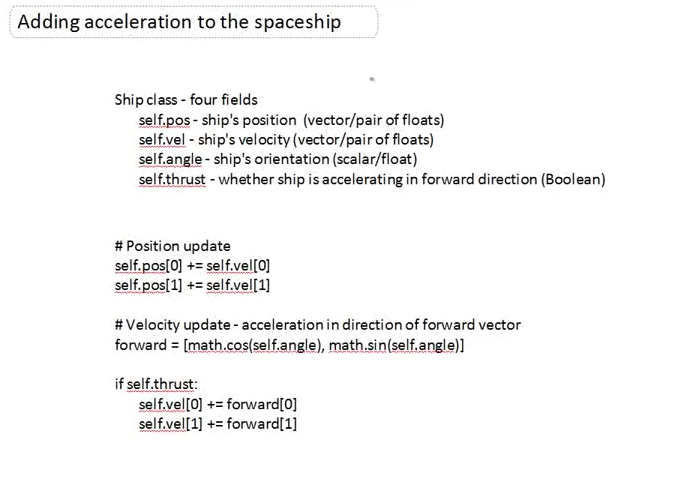 Adding acceleration to the spaceship
Ship class - four fields
self.pos - ship's position (vector/pair of floats)
self.vel - ship's velocity (vector/pair of floats)
self.angle - ship's orientation (scalar/float)
self.thrust - whether ship is accelerating in forward direction (Boolean)
# Position update
self.pos[0] += self.vel[0]
self.pos[1] += self.vel[1]
# Velocity update - acceleration in direction of forward vector
forward = [math.cos(self.angle), math.sin(self.angle)]
if self.thrust:
self.vel[0] += forward[0]
self.vel[1] += forward[1]